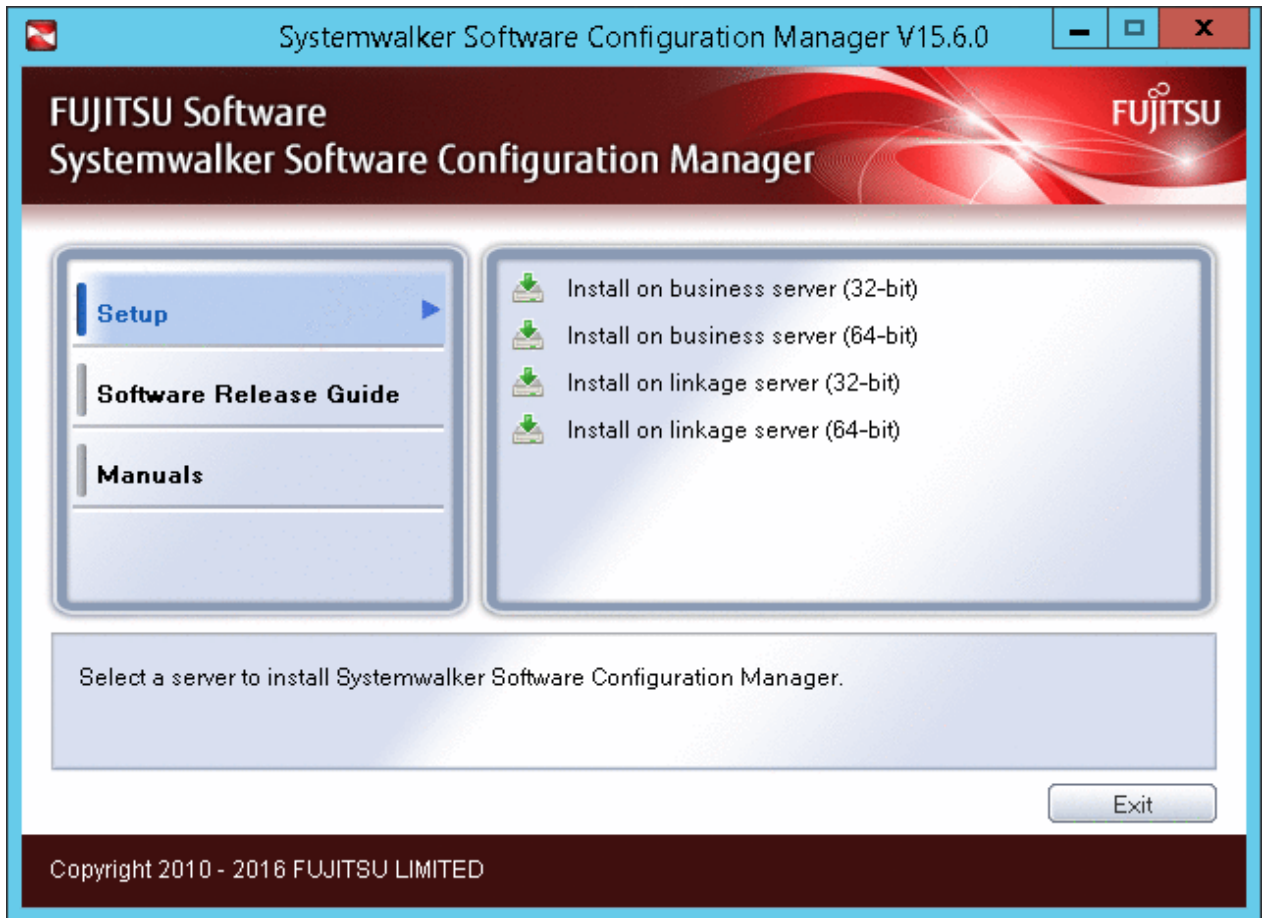 Systemwalker Software Configuration Manager V15.6.0
FUJITSU Software
Systemwalker Software Configuration Manager
FUJITSU
Setup
Software Release Guide
Manuals
Install on business server (32-bit)
Install on business server (64-bit)
Install on linkage server (32-bit)
Install on linkage server (64-bit)
Select a server to install Systemwalker Software Configuration Manager.
Exit
Copyright 2010 - 2016 FUJITSU LIMITED